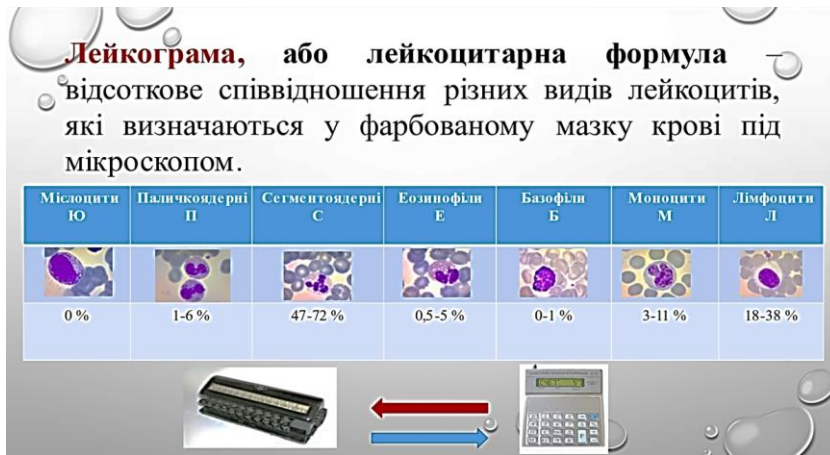 Лейкограма, або лейкоцитарна формула –
відсоткове співвідношення різних видів лейкоцитів,
які визначаються у фарбованому мазку крові під
мікроскопом.
Мієлоцити Паличкоядерні Сегментоядерні Еозинофіли Базофіли Моноцити Лімфоцити
Ю П С Е Б М Л
0 % 1-6 % 47-72 % 0,5-5 % 0-1 % 3-11 % 18-38 %